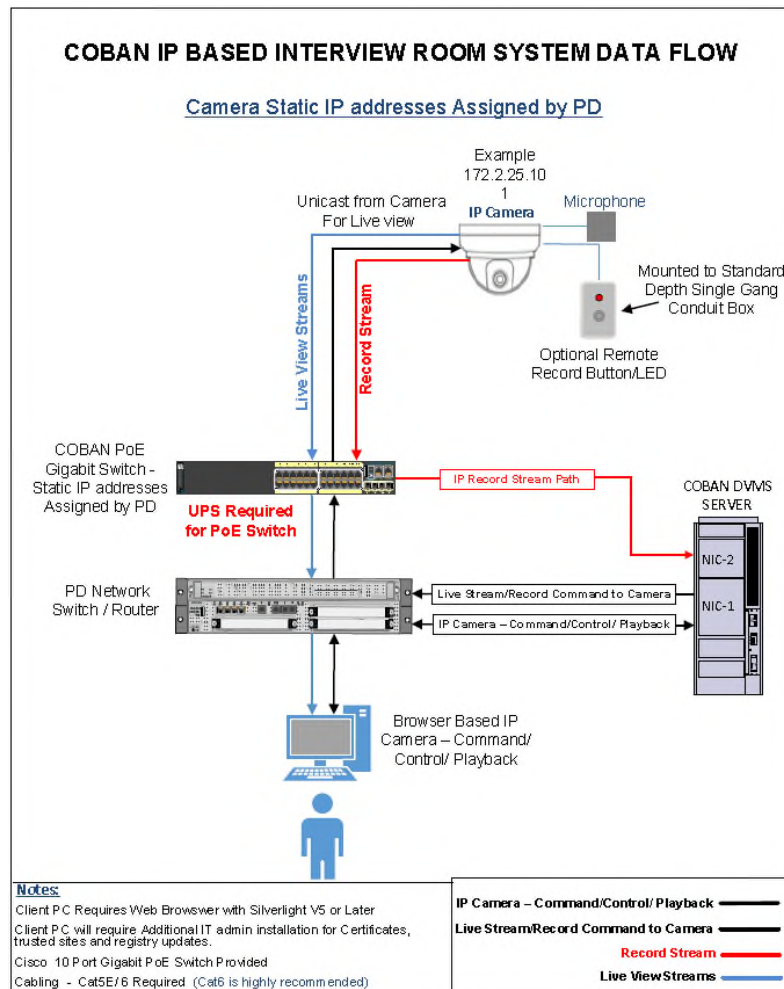 COBAN IP BASED INTERVIEW ROOM SYSTEM DATA FLOW
Camera Static IP addresses Assigned by PD
Example
172.2.25.10
1
IP Camera
Unicast from Camera
For Live view
Microphone
Mounted to Standard
Depth Single Gang
Conduit Box
Optional Remote
Record Button/LED
Live View Streams
Record Stream
COBAN PoE
Gigabit Switch -
Static IP addresses
Assigned by PD
UPS Required
for PoE Switch
IP Record Stream Path
COBAN DVMS
SERVER
NIC-2
NIC-1
PD Network
Switch / Router
Live Stream/Record Command to Camera
IP Camera – Command/Control/ Playback
Browser Based IP
Camera – Command/
Control/ Playback
Notes:
Client PC Requires Web Browswer with Silverlight V5 or Later
Client PC will require Additional IT admin installation for Certificates,
trusted sites and registry updates.
Cisco 10 Port Gigabit PoE Switch Provided
Cabling - Cat5E/6 Required (Cat6 is highly recommended)
IP Camera – Command/Control/ Playback
Live Stream/Record Command to Camera
Record Stream
Live View Streams